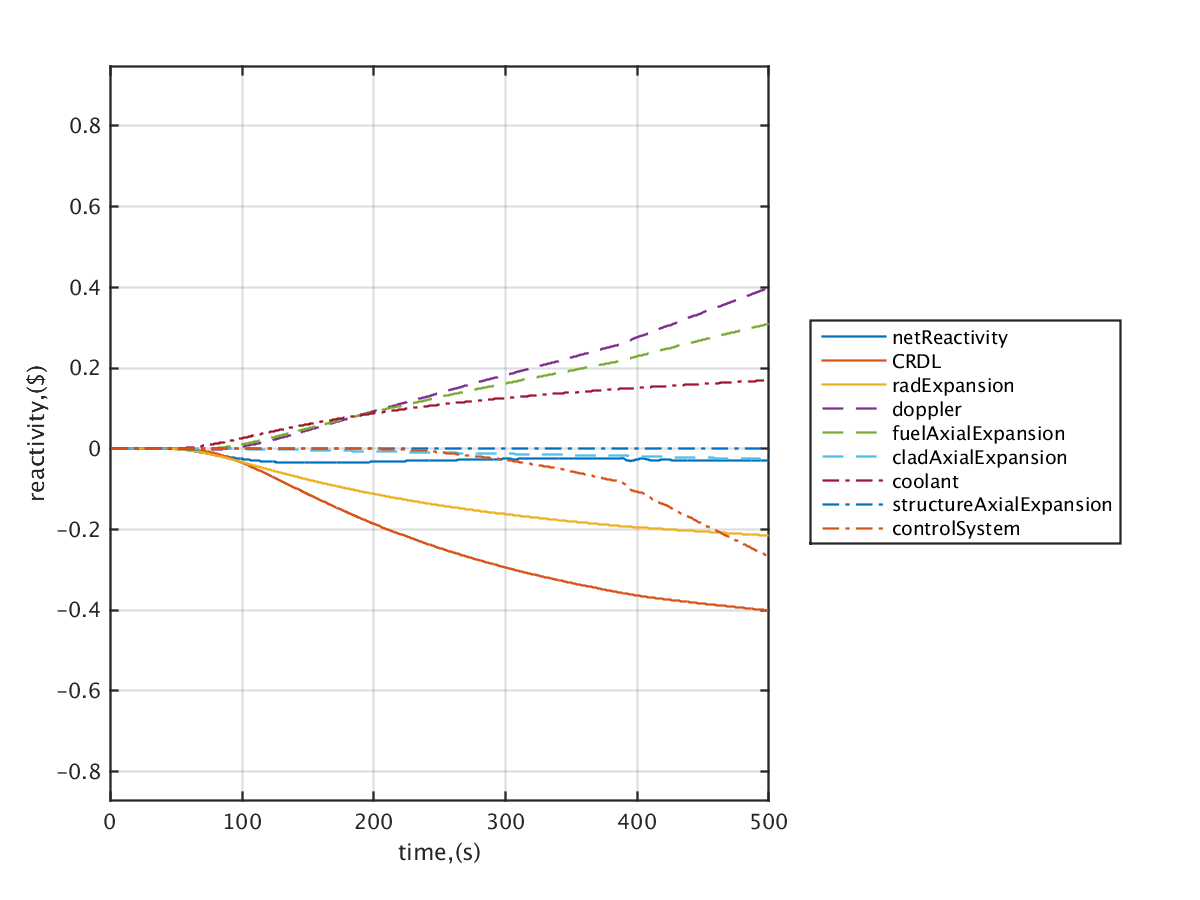 0.8
0.6
0.4
0.2
0
-0.2
-0.4
-0.6
-0.8
reactivity,($)
0 100 200 300 400 500
time,(s)
netReactivity
CRDL
radExpansion
doppler
fuelAxialExpansion
cladAxialExpansion
coolant
structureAxialExpansion
controlSystem